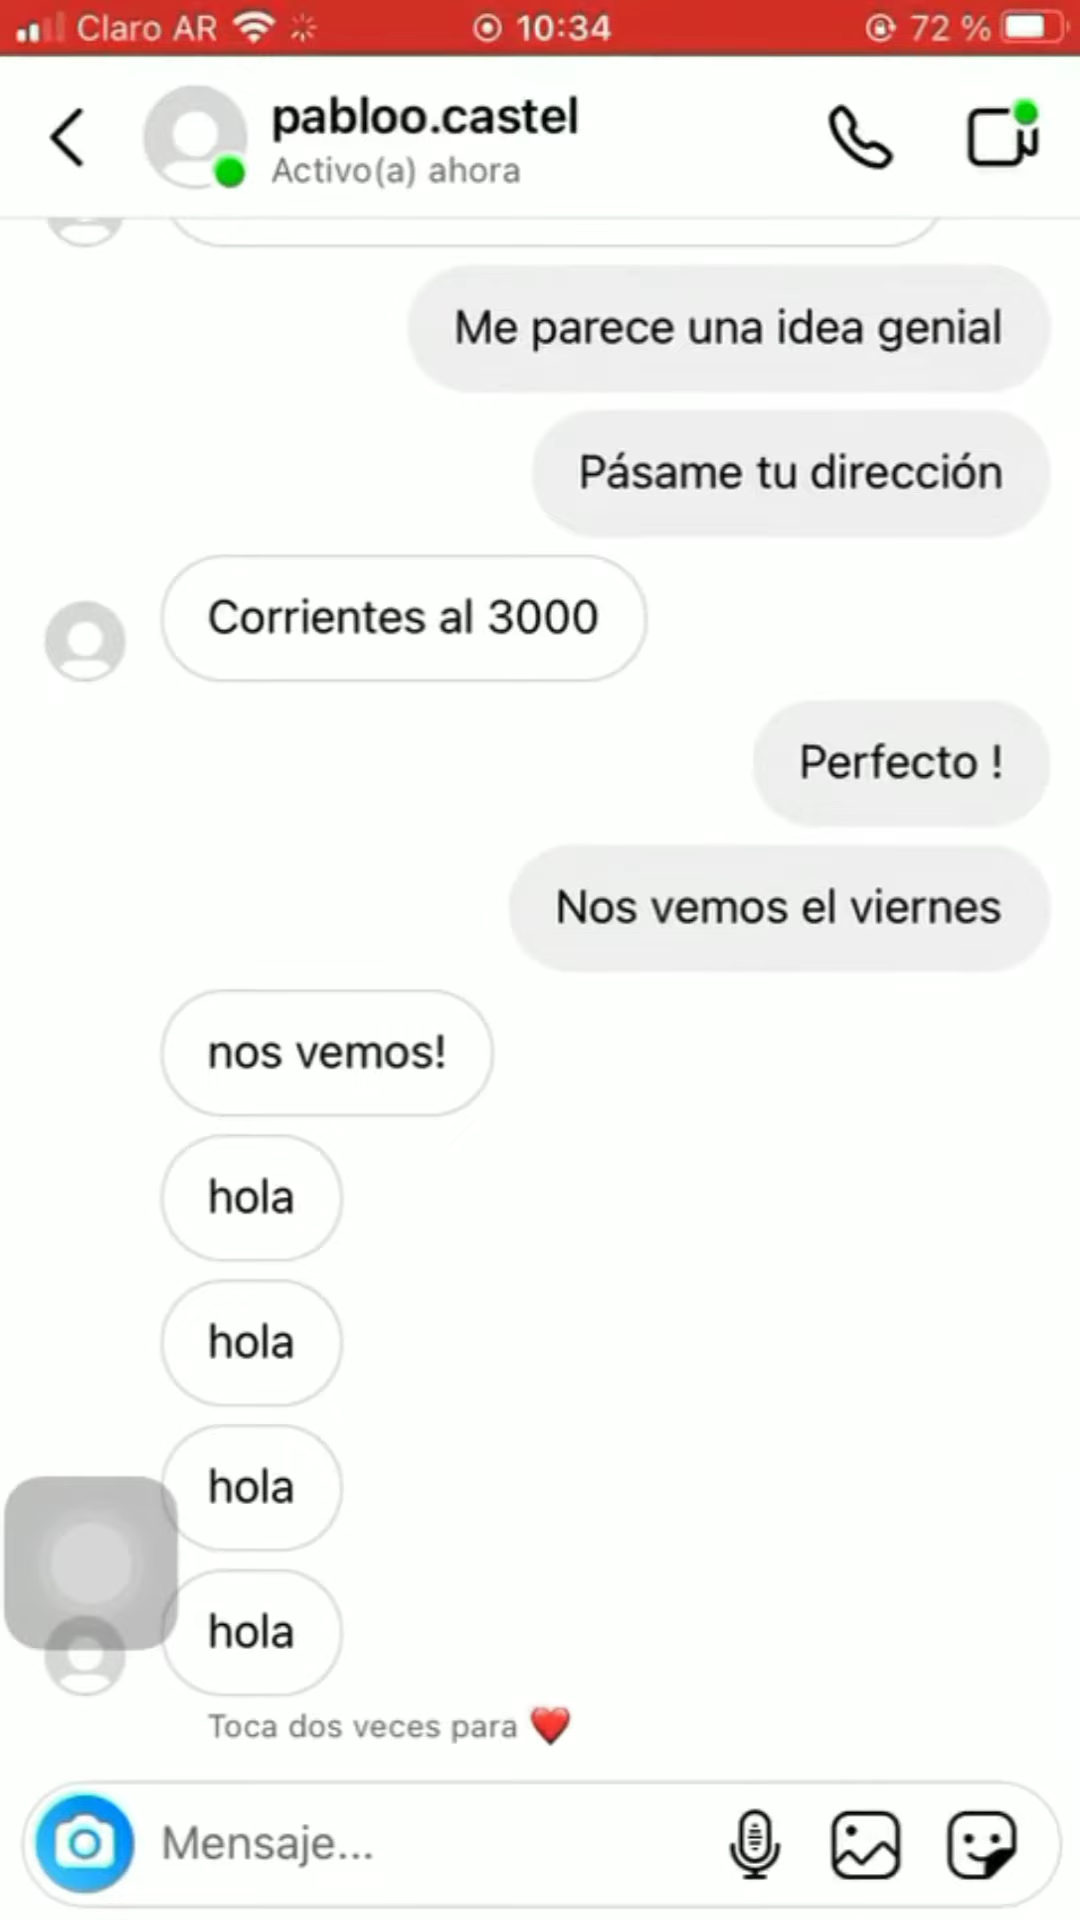 Claro AR 10:34 72 %
pabloo.castel
Activo(a) ahora
Me parece una idea genial
Pásame tu dirección
Corrientes al 3000
Perfecto !
Nos vemos el viernes
nos vemos!
hola
hola
hola
hola
Toca dos veces para ❤️
Mensaje...